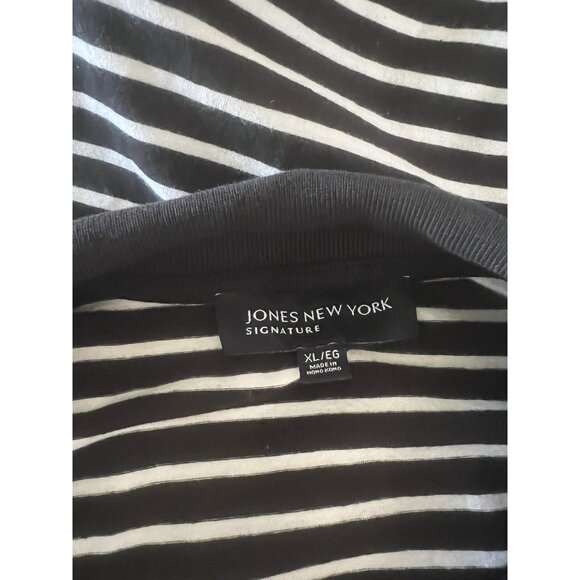 JONES NEW YORK
SIGNATURE
XL/EG
MADE IN
HONG KONG